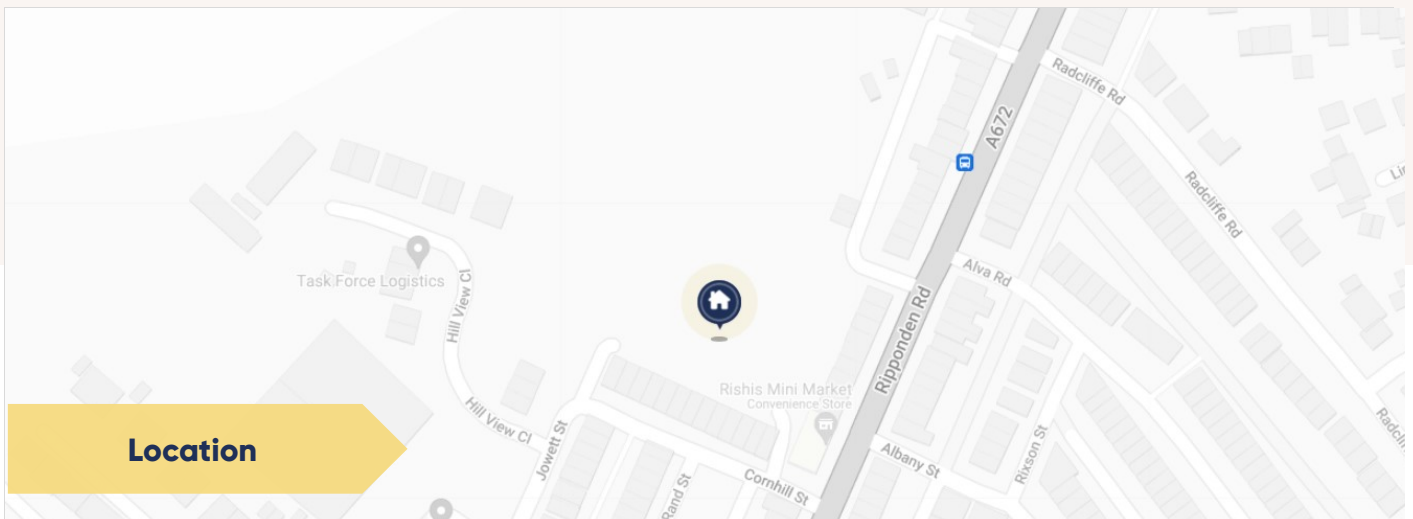 Radcliffe Rd
A672
Radcliffe Rd
Task Force Logistics
Hill View Cl
Alva Rd
Ripponden Rd
Rishis Mini Market
Convenience Store
Hill View Cl
Location
Jowett St
Rand St
Cornhill St
Albany St
Rixson St